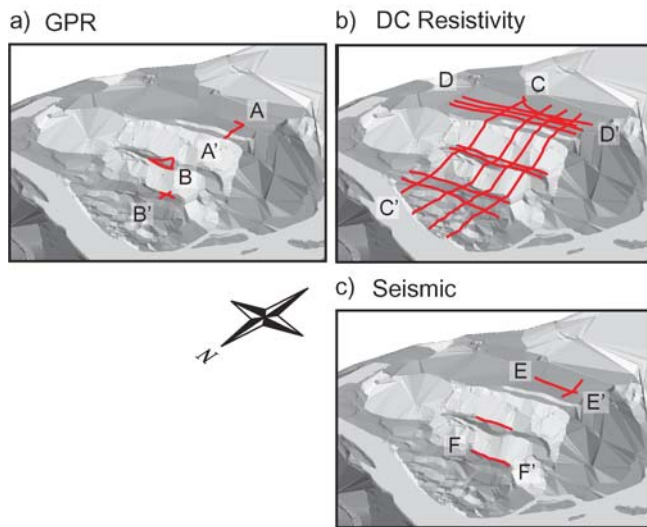 a) GPR
A
A'
B
B'
b) DC Resistivity
D
C
D'
C'
N
c) Seismic
E
E'
F
F'